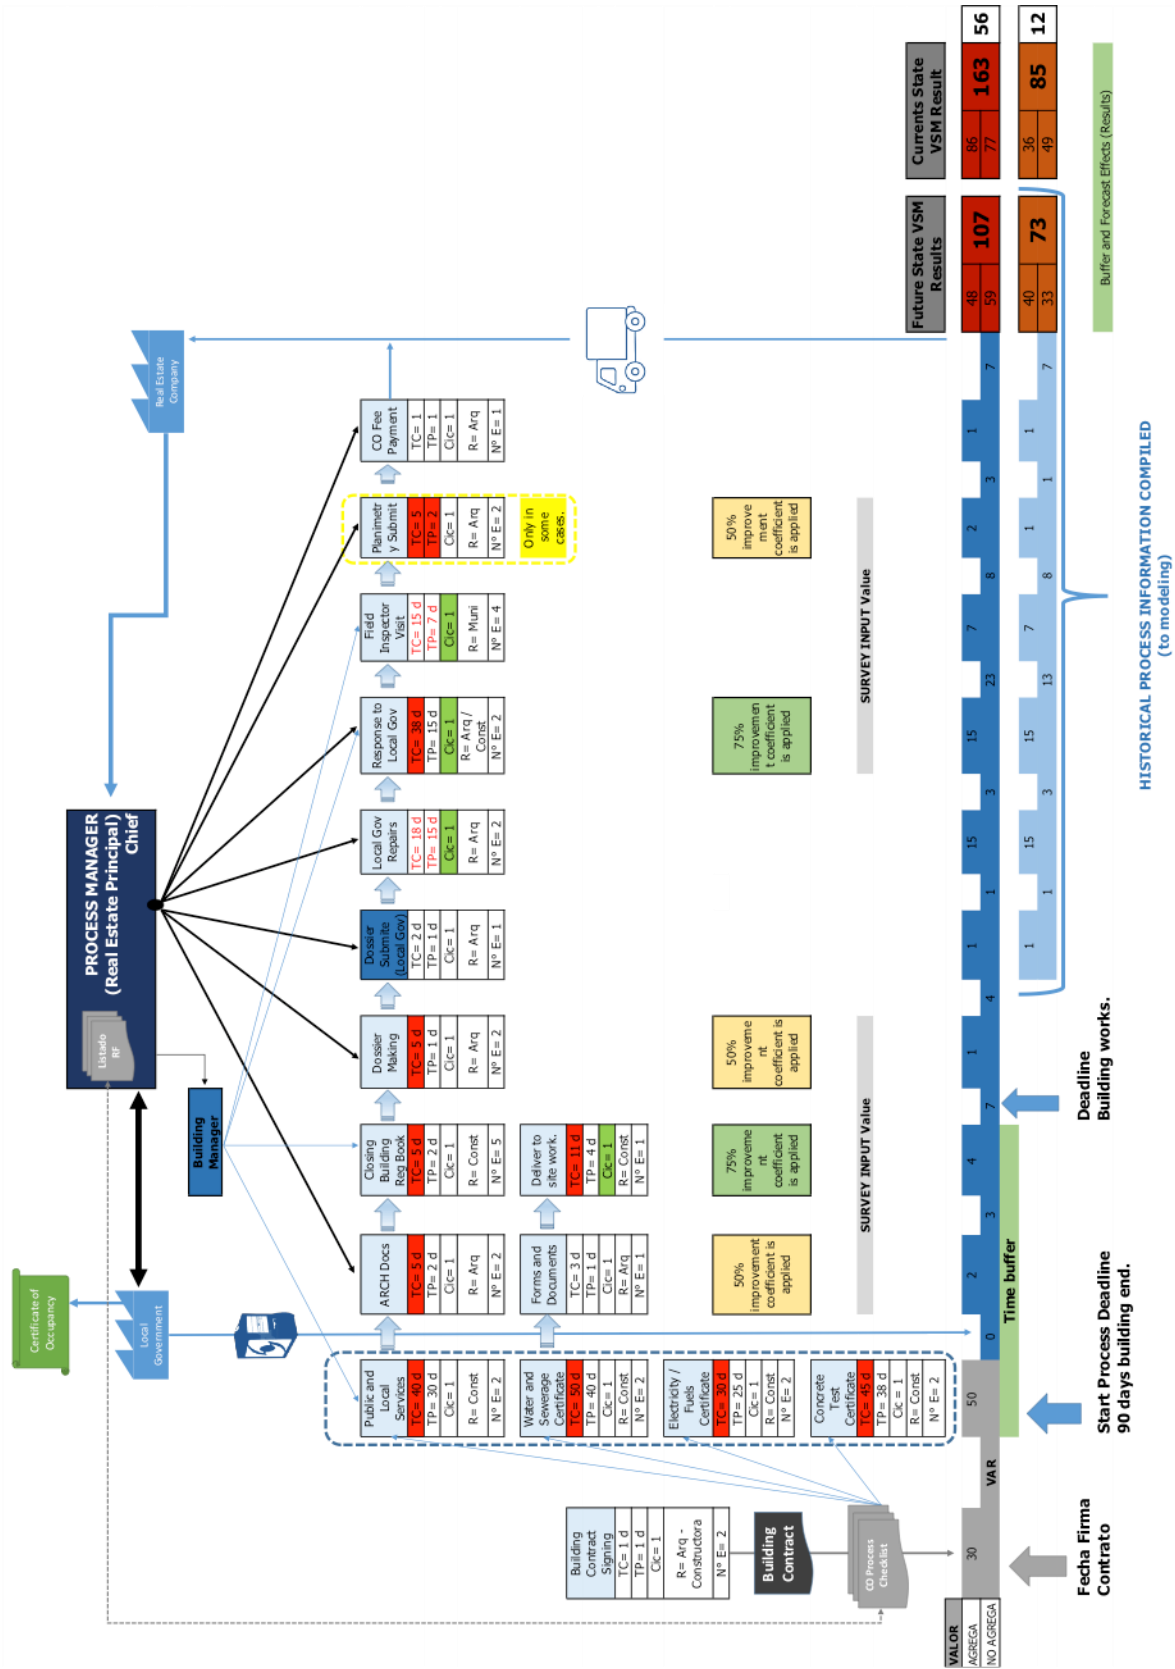 Certificate of
Occupancy
Local
Government
PROCESS MANAGER
(Real Estate Principal)
Chief
Listado
RF
Building
Manager
Real Estate
Company
Building
Contract
Signing
TC= 1 d
TP= 1 d
Cic= 1
R= Arq -
Constructora
Nº E= 2
Building
Contract
CO Process
Checklist
Public and
Local
Services
TC= 40 d
TP= 30 d
Cic= 1
R= Const
Nº E= 2
Water and
Sewerage
Certificate
TC= 50 d
TP= 40 d
Cic= 1
R= Const
Nº E= 2
Electricity /
Fuels
Certificate
TC= 30 d
TP= 25 d
Cic= 1
R= Const
Nº E= 2
Concrete
Test
Certificate
TC= 45 d
TP= 38 d
Cic = 1
R= Const
Nº E= 2
ARCH Docs
TC= 5 d
TP= 2 d
Cic= 1
R= Arq
Nº E= 2
Forms and
Documents
TC= 3 d
TP= 1 d
Cic= 1
R= Arq
Nº E= 1
Closing
Building
Reg Book
TC= 5 d
TP= 2 d
Cic= 1
R= Const
Nº E= 5
Deliver to
site work.
TC= 11 d
TP= 4 d
Cic= 1
R= Const
Nº E= 1
Dossier
Making
TC= 5 d
TP= 1 d
Cic= 1
R= Arq
Nº E= 2
Dossier
Submite
(Local Gov)
TC= 2 d
TP= 1 d
Cic= 1
R= Arq
Nº E= 1
Local Gov
Repairs
TC= 18 d
TP= 15 d
Cic= 1
R= Arq
Nº E= 2
Response to
Local Gov
TC= 38 d
TP= 15 d
Cic= 1
R= Arq /
Const
Nº E= 2
Field
Inspector
Visit
TC= 15 d
TP= 7 d
Cic= 1
R= Muni
Nº E= 4
Planimetr
y Submit
TC= 5
TP= 2
Cic= 1
R= Arq
Nº E= 2
Only in
some
cases.
CO Fee
Payment
TC= 1
TP= 1
Cic= 1
R= Arq
Nº E= 1
50%
improvement
coefficient is
applied
75%
improveme
nt
coefficient
is applied
50%
improveme
nt
coefficient is
applied
75%
improvemen
t coefficient
is applied
50%
improve
ment
coefficient
is applied
SURVEY INPUT Value
SURVEY INPUT Value
Future State VSM
Results
Currents State
VSM Result
VALOR
AGREGA
NO AGREGA
30 50 2 4 1 1 15 15 7 2 1 48 86
VAR 0 3 7 4 1 3 23 8 3 7 59 77
107 163 56
Time buffer
1 15 15 7 1 1 40 36
1 3 13 8 1 7 33 49
73 85 12
Buffer and Forecast Effects (Results)
Fecha Firma
Contrato
Start Process Deadline
90 days building end.
Deadline
Building works.
HISTORICAL PROCESS INFORMATION COMPILED
(to modeling)